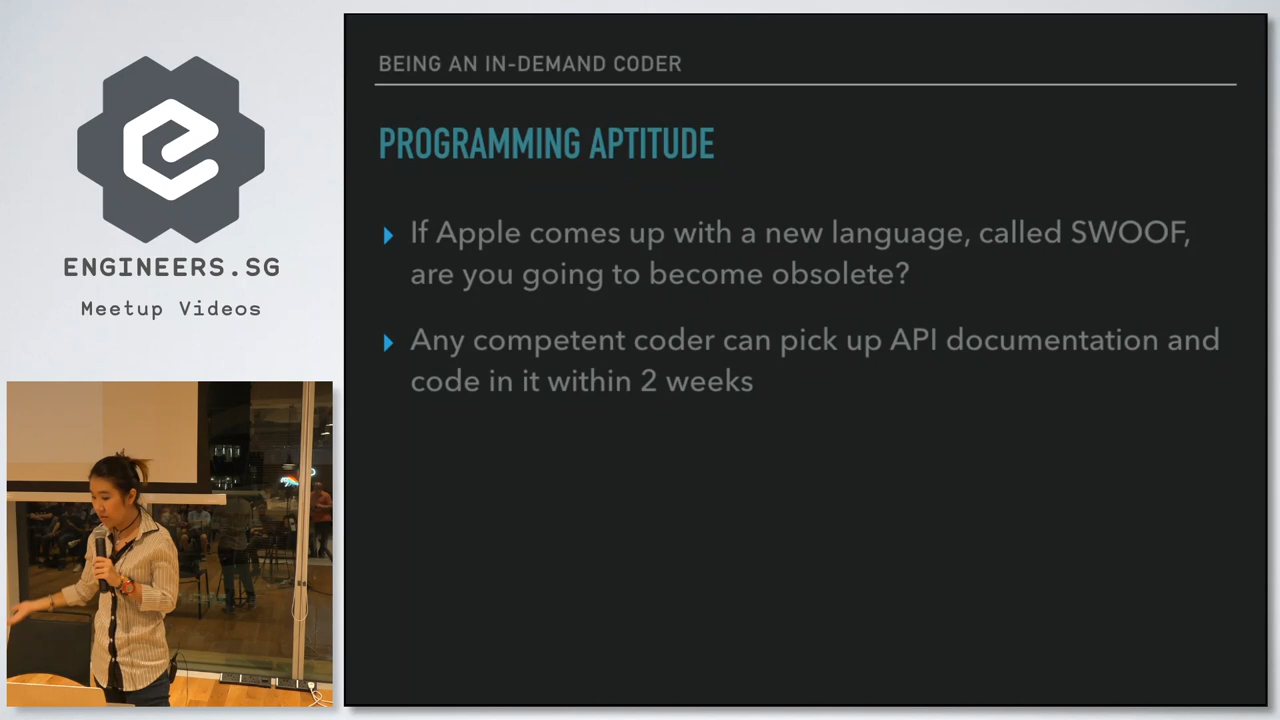 ENGINEERS.SG
Meetup Videos
BEING AN IN-DEMAND CODER
PROGRAMMING APTITUDE
If Apple comes up with a new language, called SWOOF,
are you going to become obsolete?
Any competent coder can pick up API documentation and
code in it within 2 weeks